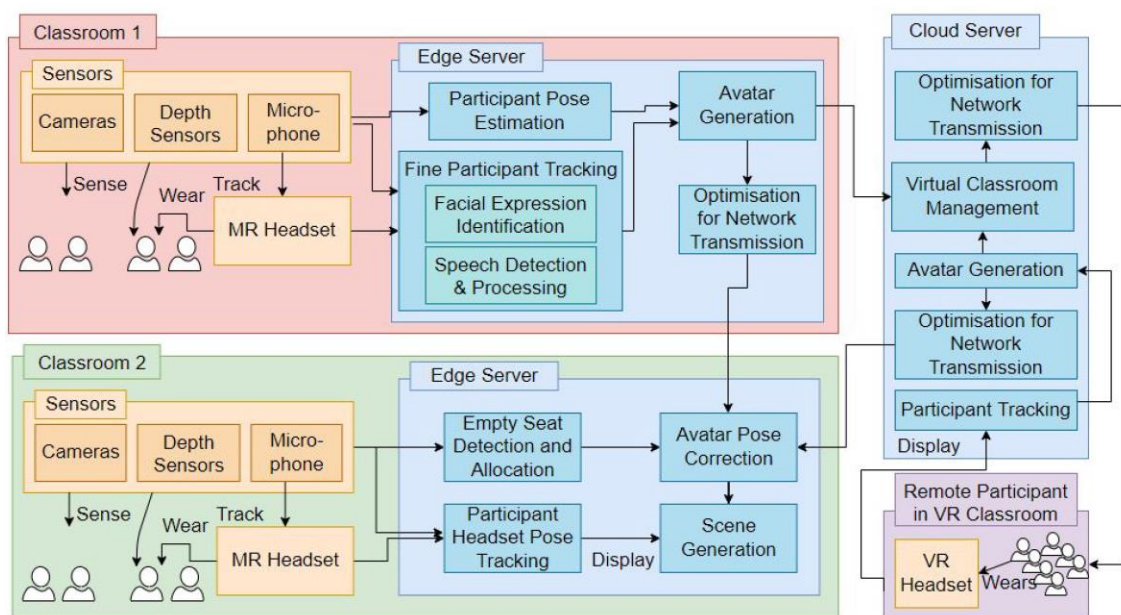 Classroom 1
Sensors
Cameras
Depth
Sensors
Micro-
phone
Sense
Wear
Track
MR Headset
Edge Server
Participant Pose
Estimation
Fine Participant Tracking
Facial Expression
Identification
Speech Detection
& Processing
Avatar
Generation
Optimisation
for Network
Transmission
Cloud Server
Optimisation for
Network
Transmission
Virtual Classroom
Management
Avatar Generation
Optimisation for
Network
Transmission
Participant Tracking
Display
Classroom 2
Sensors
Cameras
Depth
Sensors
Micro-
phone
Sense
Wear
Track
MR Headset
Edge Server
Empty Seat
Detection and
Allocation
Participant
Headset Pose
Tracking
Display
Avatar Pose
Correction
Scene
Generation
Remote Participant
in VR Classroom
VR
Headset
Wears